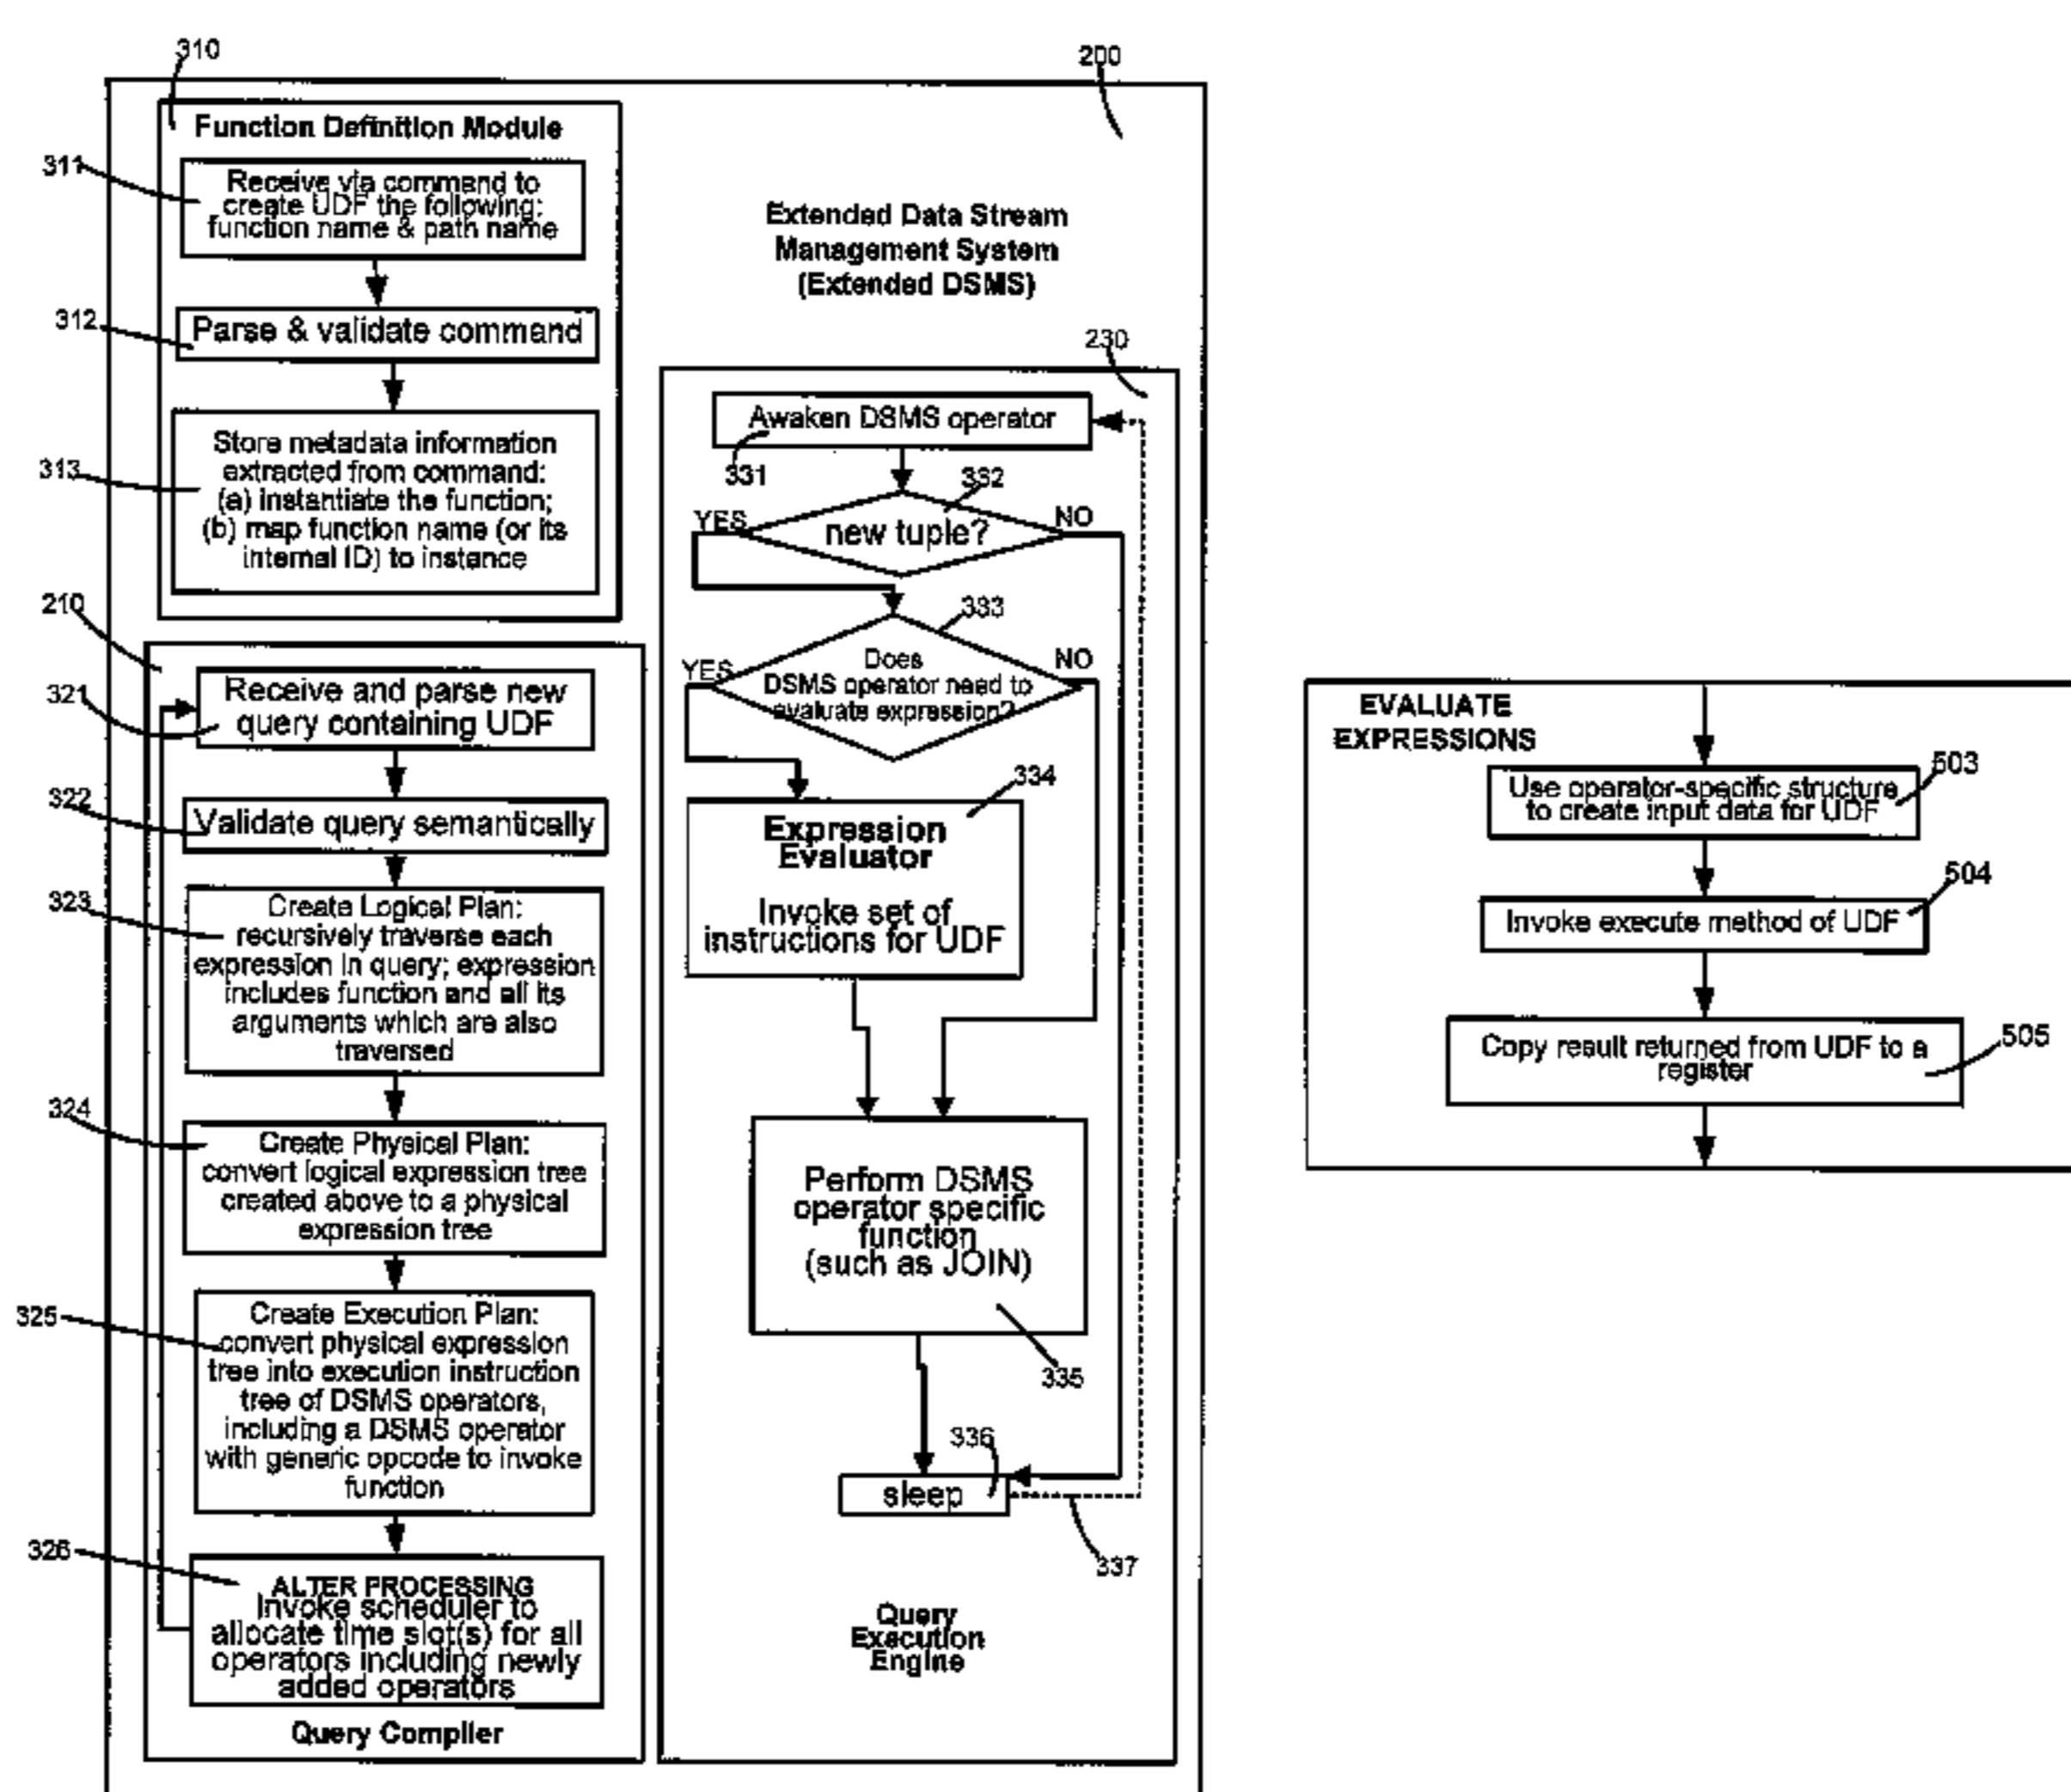 310
200
Function Definition Module
311
Receive via command to
create UDF the following:
function name & path name
312
Parse & validate command
313
Store metadata information
extracted from command:
(a) instantiate the function;
(b) map function name (or its
internal ID) to instance
Extended Data Stream
Management System
(Extended DSMS)
210
321
Receive and parse new
query containing UDF
322
Validate query semantically
323
Create Logical Plan:
recursively traverse each
expression in query; expression
includes function and all its
arguments which are also
traversed
324
Create Physical Plan:
convert logical expression tree
created above to a physical
expression tree
325
Create Execution Plan:
convert physical expression
tree into execution instruction
tree of DSMS operators,
including a DSMS operator
with generic opcode to invoke
function
326
ALTER PROCESSING
Invoke scheduler to
allocate time slot(s) for all
operators including newly
added operators
Query Compiler
230
Awaken DSMS operator
331
332
YES
new tuple?
NO
333
YES
Does
DSMS operator need to
evaluate expression?
NO
334
Expression
Evaluator
Invoke set of
instructions for UDF
Perform DSMS
operator specific
function
(such as JOIN)
335
336
sleep
337
Query
Execution
Engine
EVALUATE
EXPRESSIONS
503
Use operator-specific structure
to create input data for UDF
504
Invoke execute method of UDF
505
Copy result returned from UDF to a
register